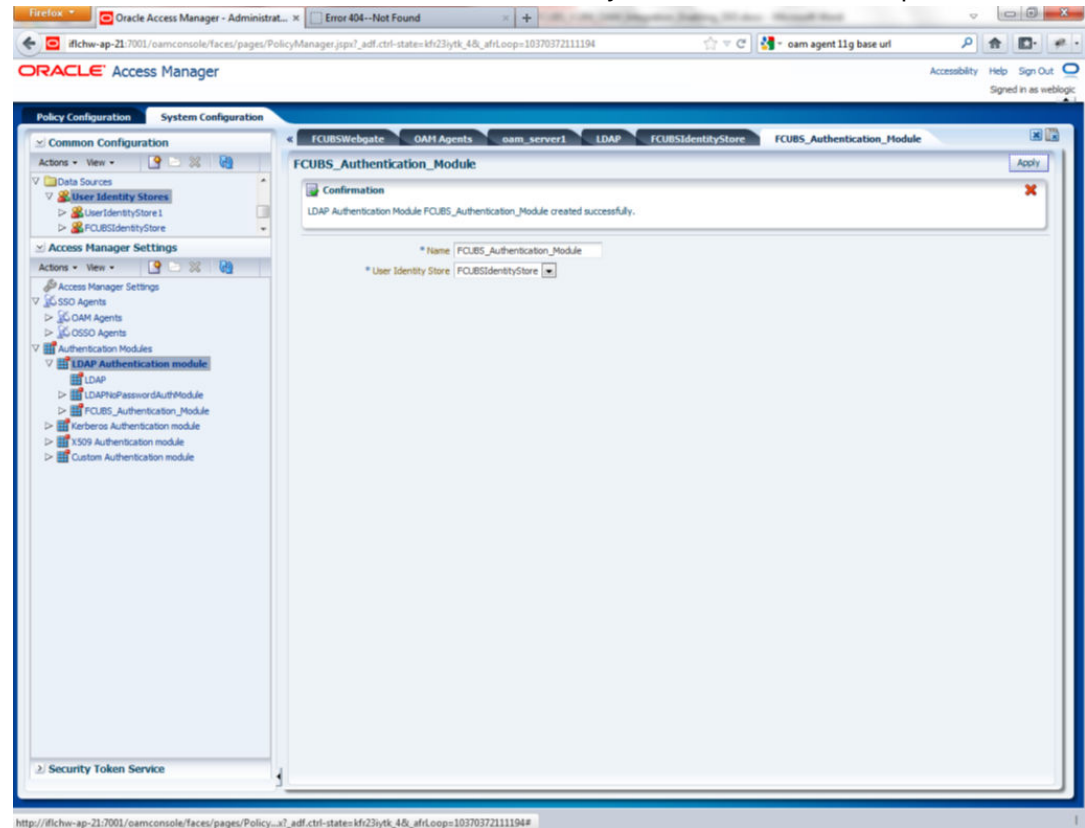 Firefox
Oracle Access Manager - Administrat... ×
Error 404--Not Found ×
+
iflchw-ap-21:7001/oamconsole/faces/pages/PolicyManager.jspx?_adf.ctrl-state=kfr23iytk_4&_afrLoop=10370372111194
oam agent 11g base url
ORACLE Access Manager
Accessibility Help Sign Out
Signed in as weblogic
Policy Configuration System Configuration
Common Configuration
Actions View
Data Sources
User Identity Stores
UserIdentityStore1
FCUBSIdentityStore
Access Manager Settings
Actions View
Access Manager Settings
SSO Agents
OAM Agents
OSSO Agents
Authentication Modules
LDAP Authentication module
LDAP
LDAPNoPasswordAuthModule
FCUBS_Authentication_Module
Kerberos Authentication module
X509 Authentication module
Custom Authentication module
Security Token Service
« FCUBSWebgate OAM Agents oam_server1 LDAP FCUBSIdentityStore FCUBS_Authentication_Module
FCUBS_Authentication_Module Apply
Confirmation
LDAP Authentication Module FCUBS_Authentication_Module created successfully.
* Name FCUBS_Authentication_Module
* User Identity Store FCUBSIdentityStore
http://iflchw-ap-21:7001/oamconsole/faces/pages/Policy...x?_adf.ctrl-state=kfr23iytk_4&_afrLoop=10370372111194#